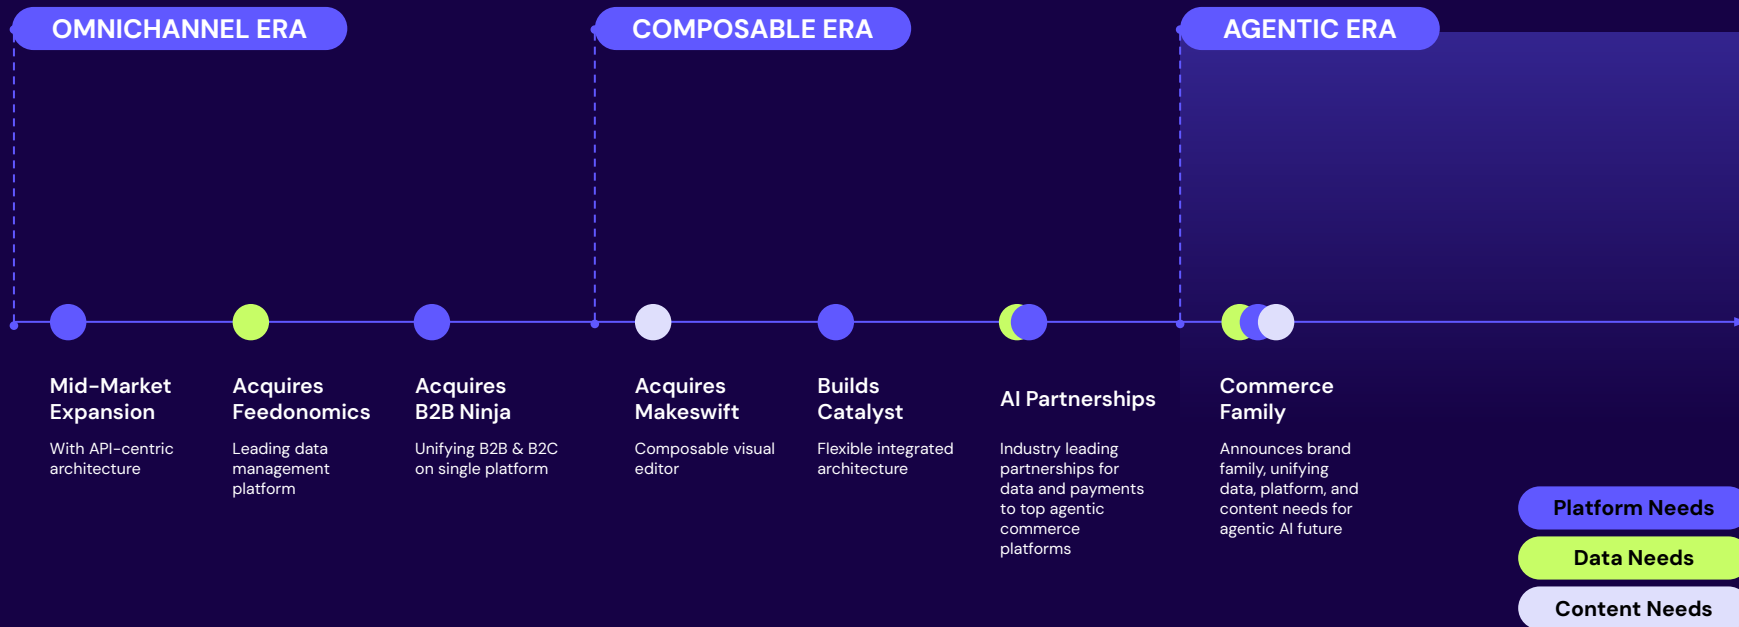 OMNICHANNEL ERA
COMPOSABLE ERA
AGENTIC ERA
Mid-Market
Expansion
With API-centric
architecture
Acquires
Feedonomics
Leading data
management
platform
Acquires
B2B Ninja
Unifying B2B & B2C
on single platform
Acquires
Makeswift
Composable visual
editor
Builds
Catalyst
Flexible integrated
architecture
AI Partnerships
Industry leading
partnerships for
data and payments
to top agentic
commerce
platforms
Commerce
Family
Announces brand
family, unifying
data, platform, and
content needs for
agentic AI future
Platform Needs
Data Needs
Content Needs